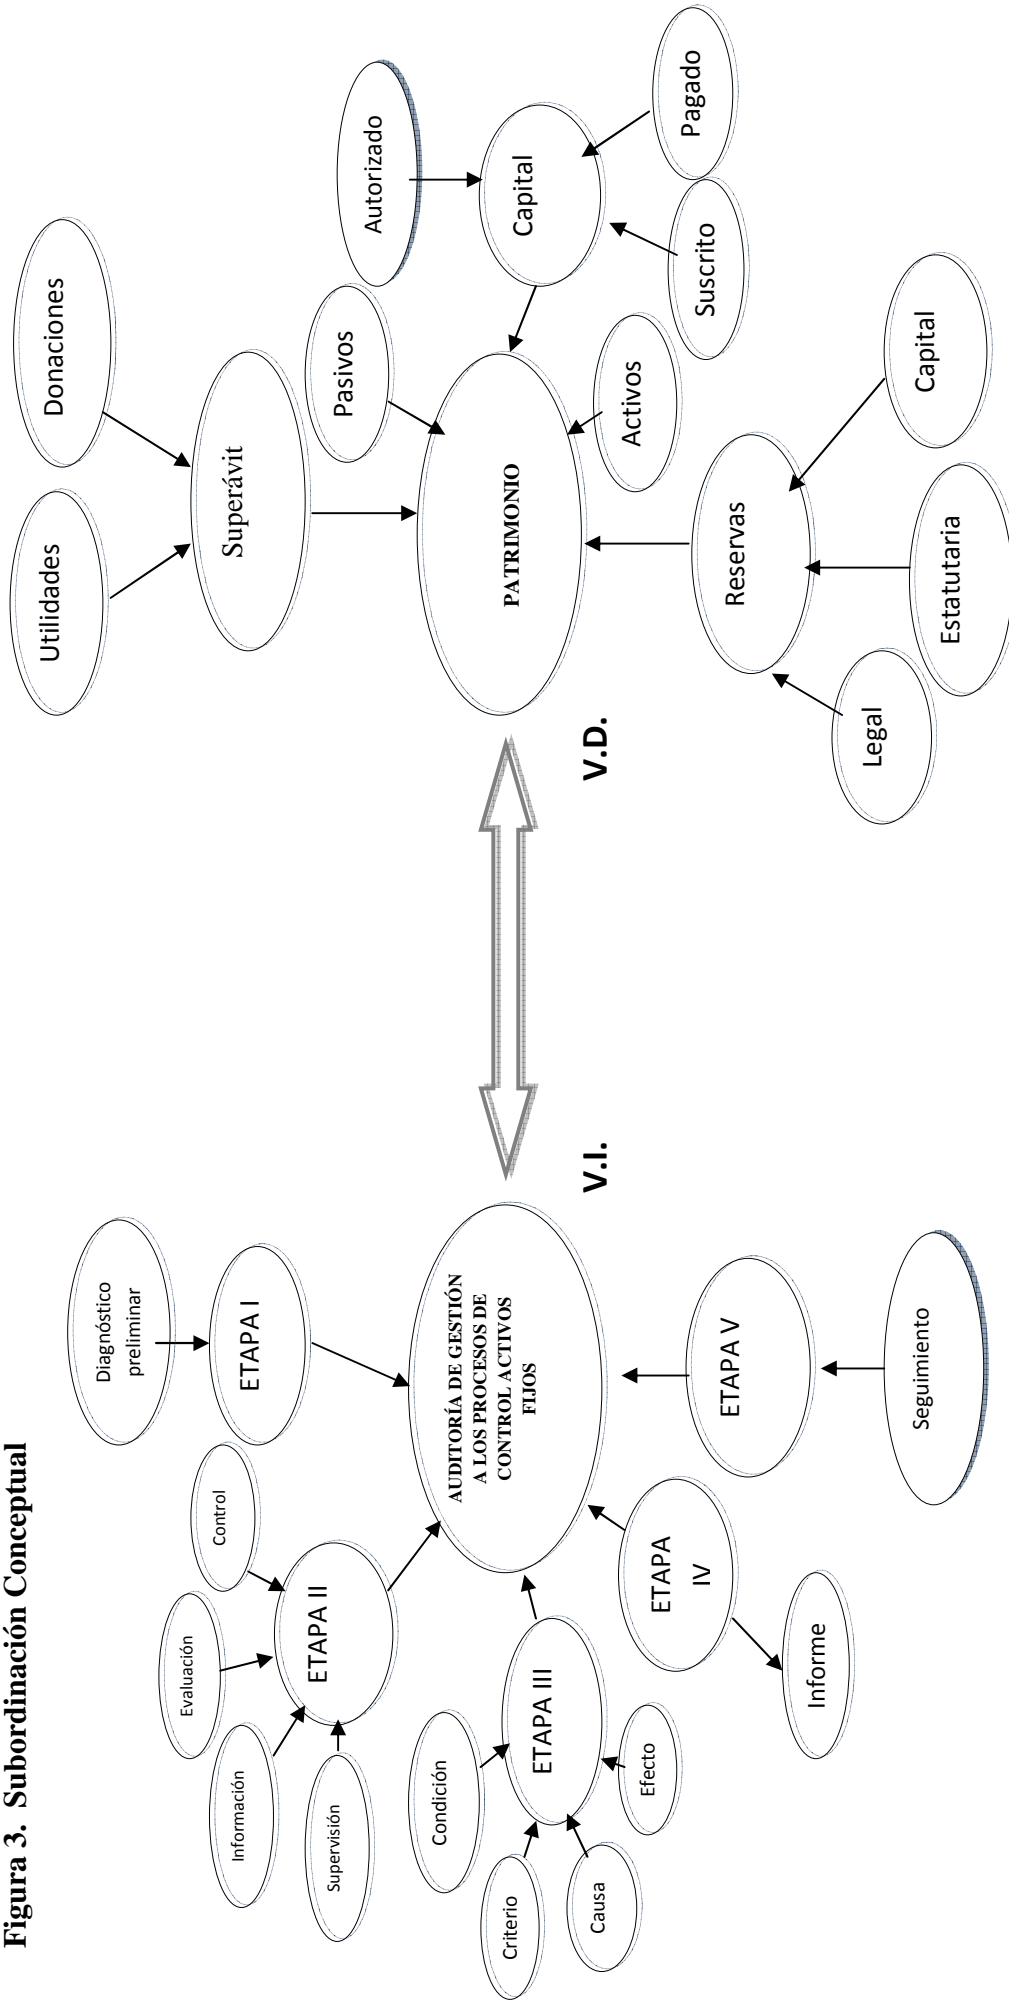 Figura 3. Subordinación Conceptual
Diagnóstico
preliminar
ETAPA I
Control
Evaluación
Información
Supervisión
ETAPA II
AUDITORÍA DE GESTIÓN
A LOS PROCESOS DE
CONTROL ACTIVOS
FIJOS
Condición
Criterio
Causa
Efecto
ETAPA III
ETAPA
IV
Informe
ETAPA V
Seguimiento
V.I.
V.D.
Utilidades
Donaciones
Superávit
Pasivos
Autorizado
Capital
Pagado
Suscrito
Activos
PATRIMONIO
Reservas
Legal
Estatutaria
Capital